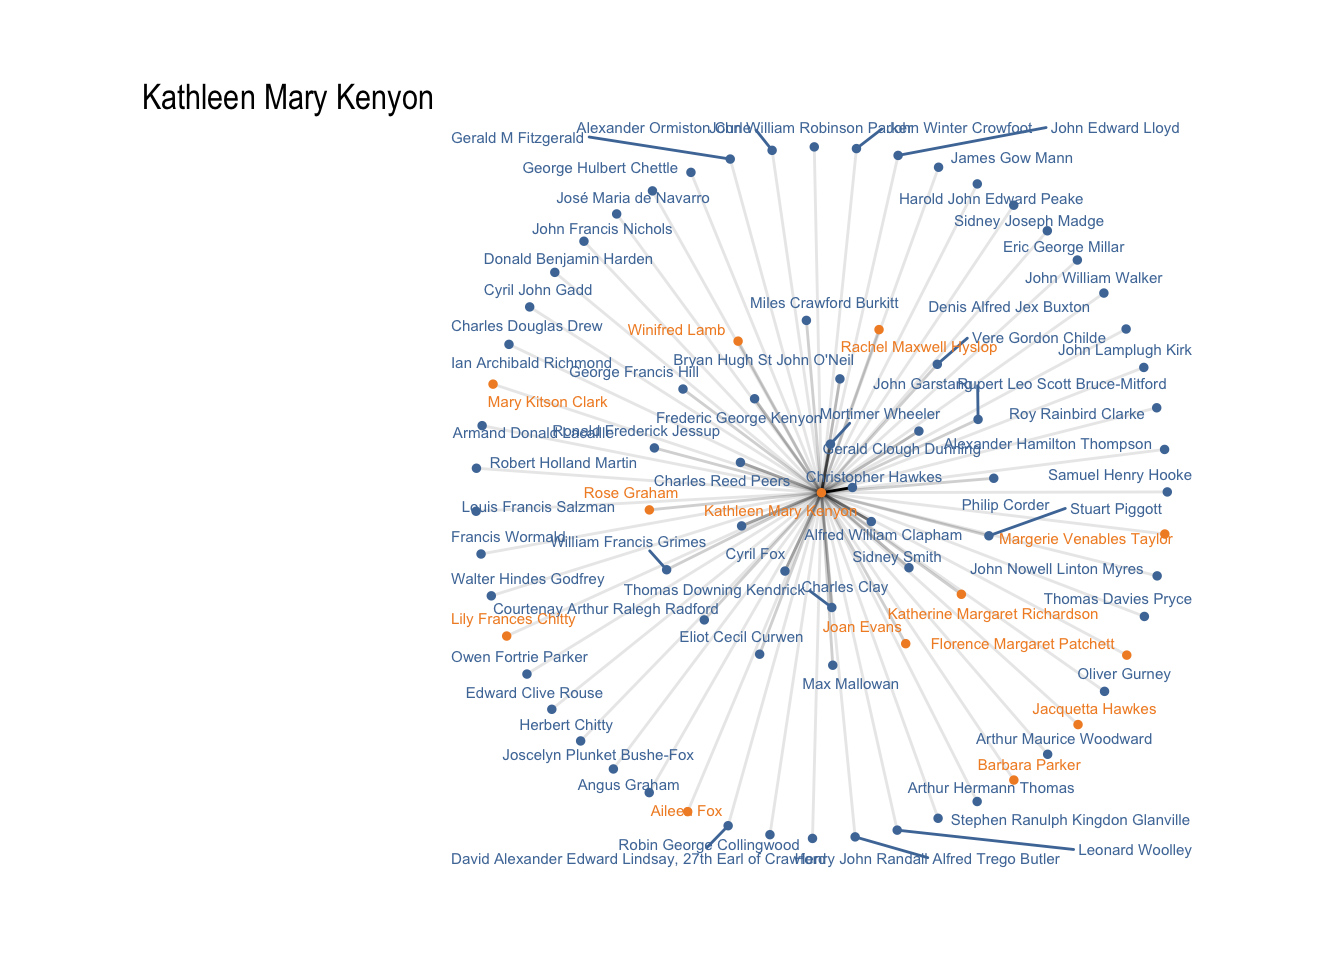 Kathleen Mary Kenyon
Alexander Ormiston Curle
John William Robinson Parker
John Winter Crowfoot
John Edward Lloyd
Gerald M Fitzgerald
James Gow Mann
George Hulbert Chettle
José Maria de Navarro
Harold John Edward Peake
Sidney Joseph Madge
John Francis Nichols
Eric George Millar
Donald Benjamin Harden
John William Walker
Cyril John Gadd
Miles Crawford Burkitt
Denis Alfred Jex Buxton
Charles Douglas Drew
Winifred Lamb
Vere Gordon Childe
Rachel Maxwell Hyslop
John Lamplugh Kirk
Ian Archibald Richmond
Bryan Hugh St John O'Neil
George Francis Hill
John Garstang
Rupert Leo Scott Bruce-Mitford
Mary Kitson Clark
Frederic George Kenyon
Mortimer Wheeler
Roy Rainbird Clarke
Armand Donald Lacaille
Ronald Frederick Jessup
Gerald Clough Dunning
Alexander Hamilton Thompson
Robert Holland Martin
Charles Reed Peers
Christopher Hawkes
Samuel Henry Hooke
Rose Graham
Louis Francis Salzman
Kathleen Mary Kenyon
Philip Corder
Stuart Piggott
Francis Wormald
William Francis Grimes
Alfred William Clapham
Margerie Venables Taylor
Cyril Fox
Sidney Smith
John Nowell Linton Myres
Walter Hindes Godfrey
Thomas Downing Kendrick
Charles Clay
Thomas Davies Pryce
Courtenay Arthur Ralegh Radford
Lily Frances Chitty
Katherine Margaret Richardson
Joan Evans
Eliot Cecil Curwen
Florence Margaret Patchett
Owen Fortrie Parker
Max Mallowan
Oliver Gurney
Edward Clive Rouse
Jacquetta Hawkes
Herbert Chitty
Arthur Maurice Woodward
Joscelyn Plunket Bushe-Fox
Barbara Parker
Angus Graham
Arthur Hermann Thomas
Aileen Fox
Stephen Ranulph Kingdon Glanville
Robin George Collingwood
Leonard Woolley
David Alexander Edward Lindsay, 27th Earl of Crawford
Henry John Randall
Alfred Trego Butler